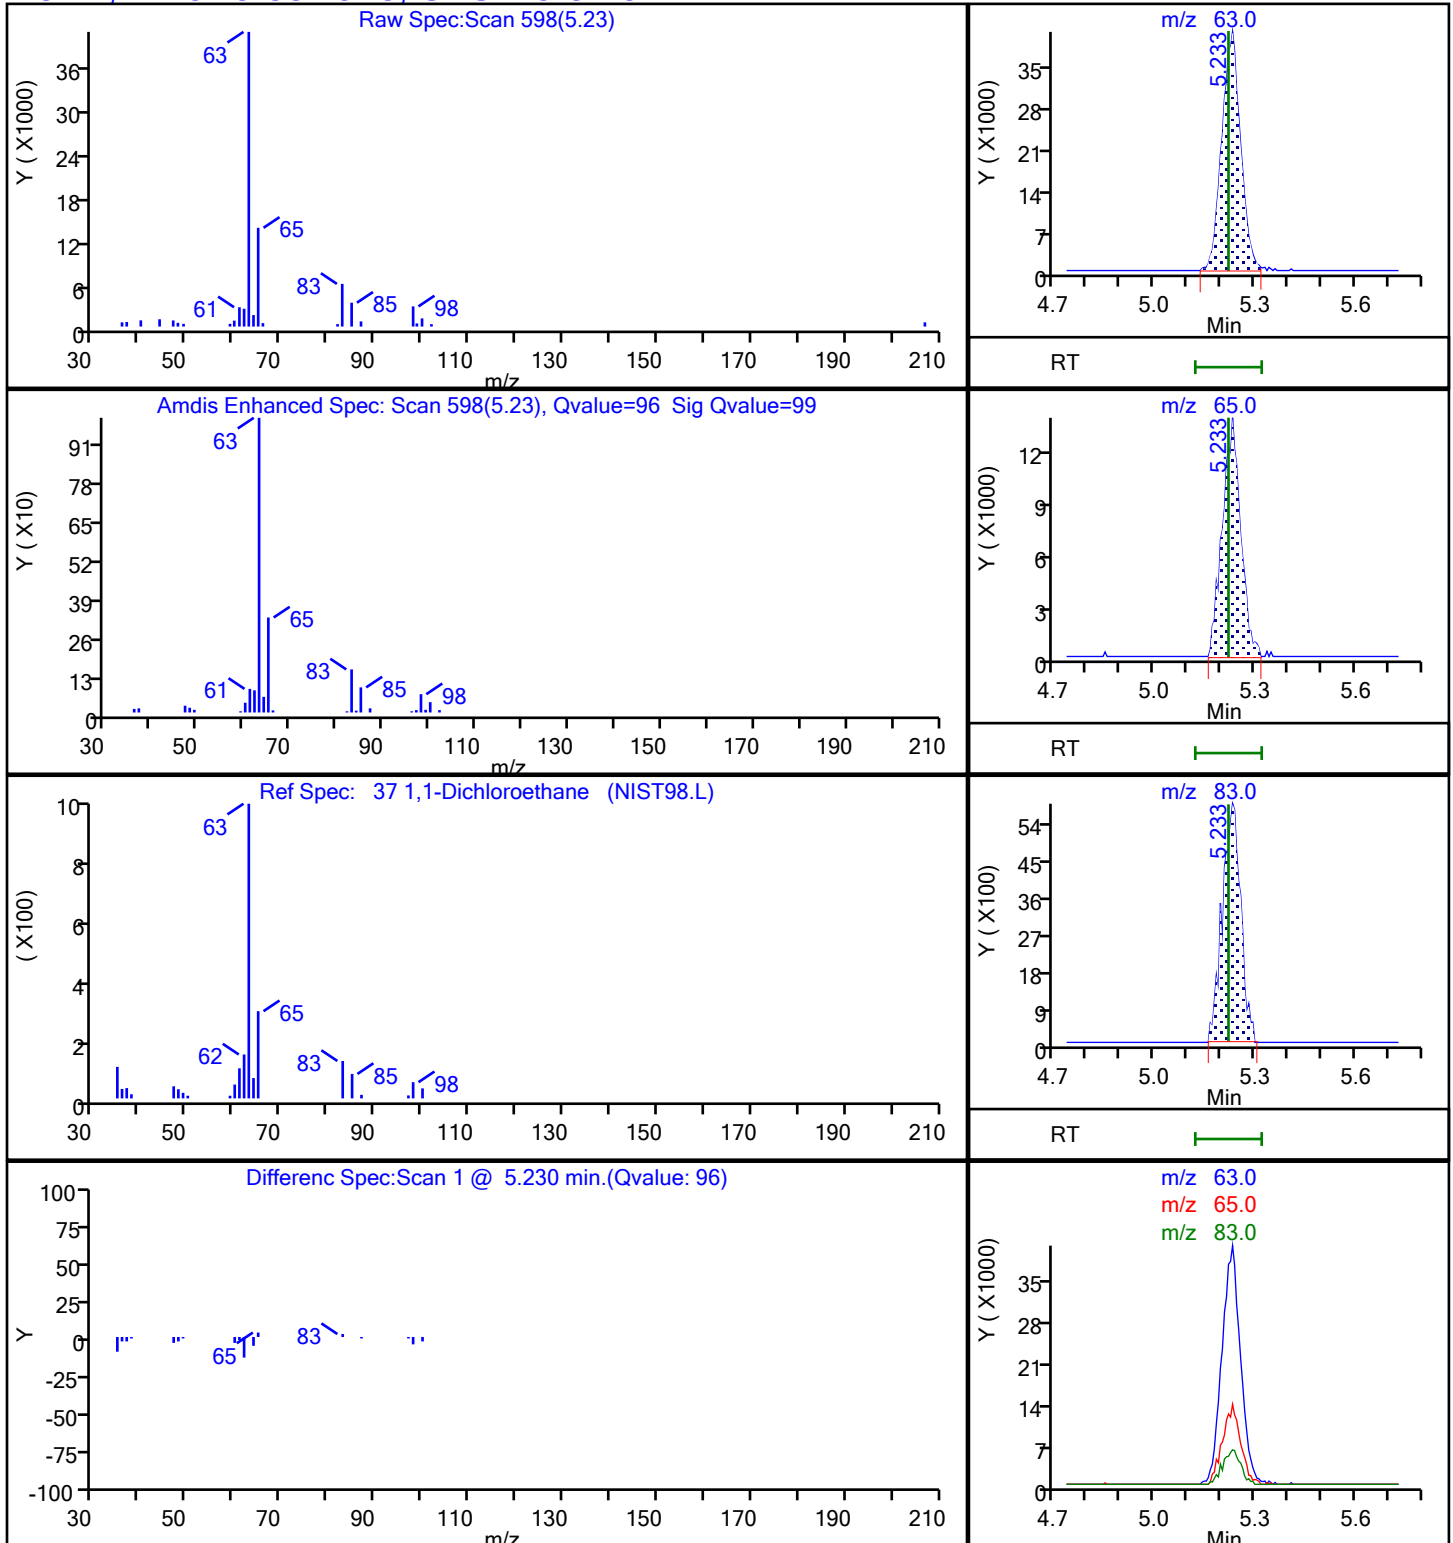 Raw Spec:Scan 598(5.23)
Y ( X1000)
36
30
24
18
12
6
0
63
65
61
83
85
98
30 50 70 90 110 130 150 170 190 210
m/z
m/z 63.0
Y ( X1000)
35
28
21
14
7
0
5.233
4.7 5.0 5.3 5.6
Min
RT
Amdis Enhanced Spec: Scan 598(5.23), Qvalue=96 Sig Qvalue=99
Y ( X10)
91
78
65
52
39
26
13
0
63
65
61
83
85
98
30 50 70 90 110 130 150 170 190 210
m/z
m/z 65.0
Y ( X1000)
12
9
6
3
0
5.233
4.7 5.0 5.3 5.6
Min
RT
Ref Spec: 37 1,1-Dichloroethane (NIST98.L)
( X100)
10
8
6
4
2
0
63
65
62
83
85
98
30 50 70 90 110 130 150 170 190 210
m/z 83.0
Y ( X100)
54
45
36
27
18
9
0
5.233
4.7 5.0 5.3 5.6
Min
RT
Differenc Spec:Scan 1 @ 5.230 min.(Qvalue: 96)
Y
100
75
50
25
0
-25
-50
-75
-100
65
83
30 50 70 90 110 130 150 170 190 210
m/z
m/z 63.0
m/z 65.0
m/z 83.0
Y ( X1000)
35
28
21
14
7
0
4.7 5.0 5.3 5.6
Min